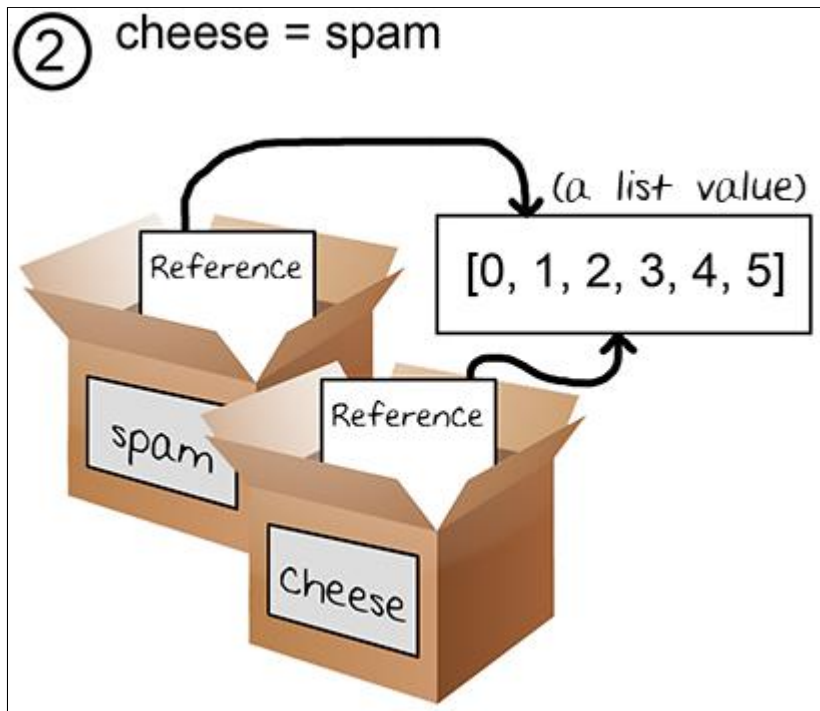 ② cheese = spam
(a list value)
Reference
[0, 1, 2, 3, 4, 5]
Reference
spam
Cheese